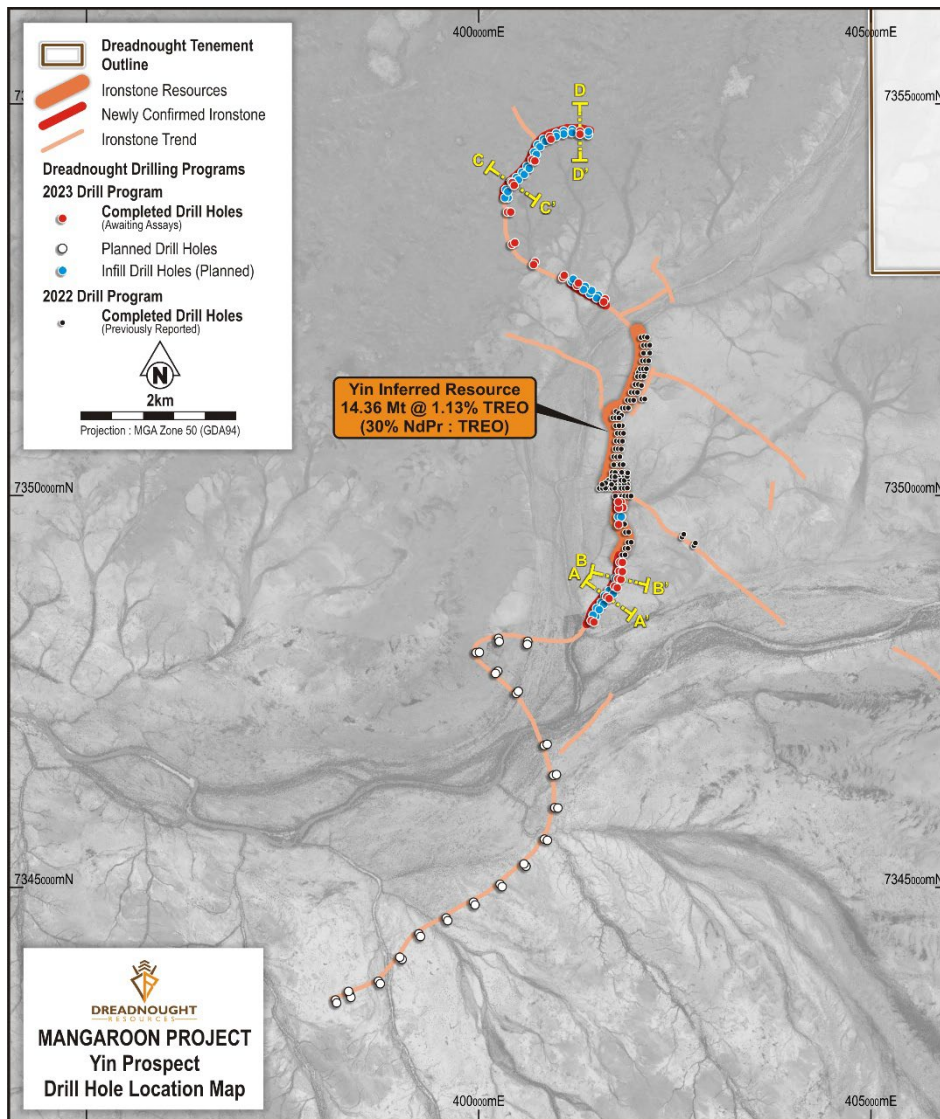 400000mE
405000mE
Dreadnought Tenement
Outline
Ironstone Resources
Newly Confirmed Ironstone
Ironstone Trend
Dreadnought Drilling Programs
2023 Drill Program
Completed Drill Holes
(Awaiting Assays)
Planned Drill Holes
Infill Drill Holes (Planned)
2022 Drill Program
Completed Drill Holes
(Previously Reported)
N
2km
Projection : MGA Zone 50 (GDA94)
D
7355000mN
C
D'
C'
Yin Inferred Resource
14.36 Mt @ 1.13% TREO
(30% NdPr : TREO)
7350000mN
7350000mN
B
A
B'
A'
7345000mN
7345000mN
DREADNOUGHT
RESOURCES
MANGAROON PROJECT
Yin Prospect
Drill Hole Location Map
400000mE
405000mE